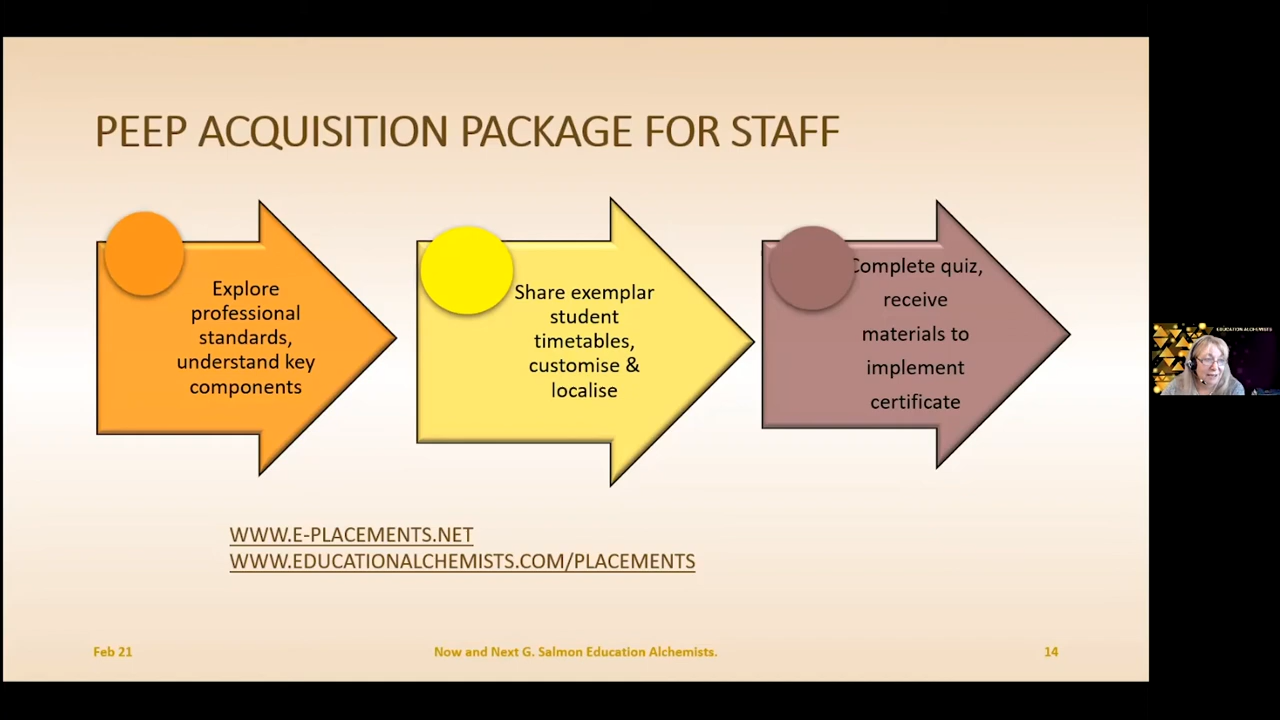 PEEP ACQUISITION PACKAGE FOR STAFF
Explore
professional
standards,
understand key
components
Share exemplar
student
timetables,
customise &
localise
Complete quiz,
receive
materials to
implement
certificate
WWW.E-PLACEMENTS.NET
WWW.EDUCATIONALCHEMISTS.COM/PLACEMENTS
Feb 21
Now and Next G. Salmon Education Alchemists.
14
EDUCATION ALCHEMISTS